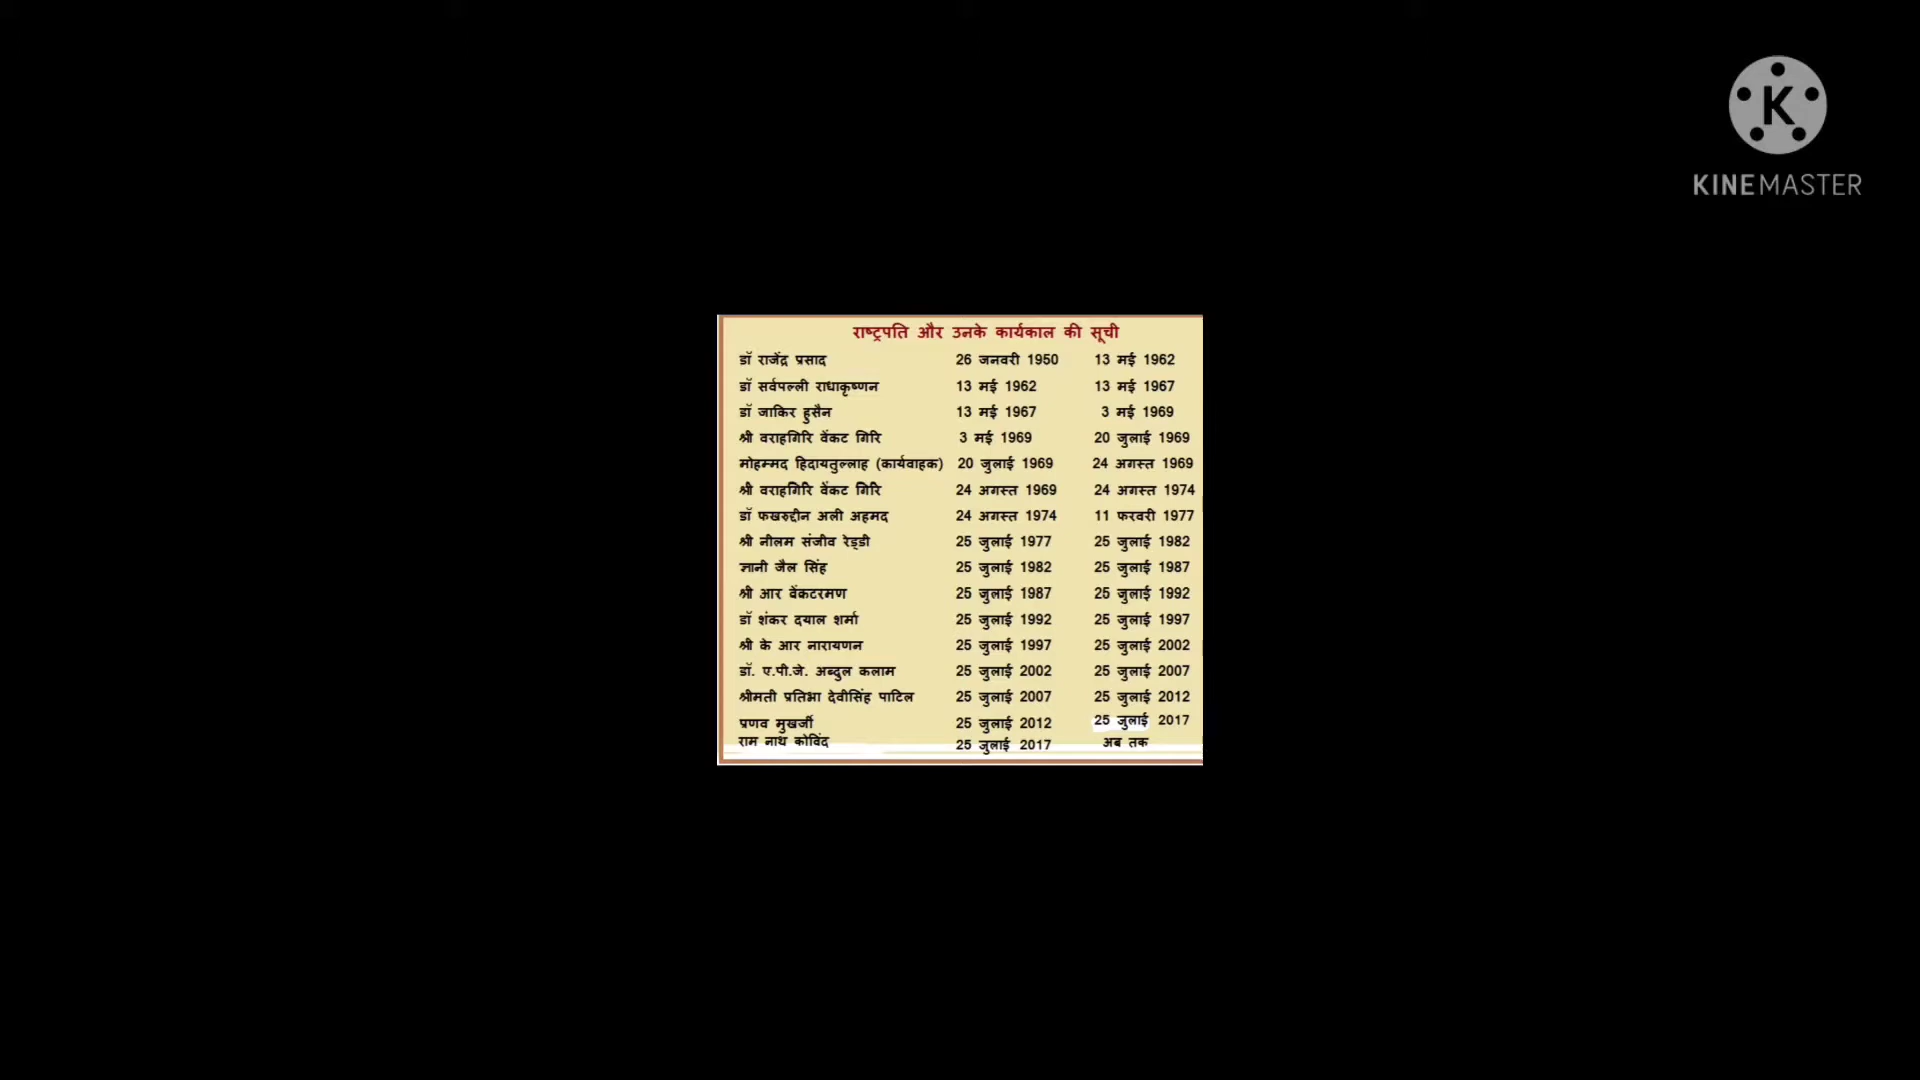 KINEMASTER
राष्ट्रपति और उनके कार्यकाल की सूची
डॉ राजेंद्र प्रसाद 26 जनवरी 1950 13 मई 1962
डॉ सर्वपल्ली राधाकृष्णन 13 मई 1962 13 मई 1967
डॉ जाकिर हुसैन 13 मई 1967 3 मई 1969
श्री वराहगिरि वेंकट गिरि 3 मई 1969 20 जुलाई 1969
मोहम्मद हिदायतुल्लाह (कार्यवाहक) 20 जुलाई 1969 24 अगस्त 1969
श्री वराहगिरि वेंकट गिरि 24 अगस्त 1969 24 अगस्त 1974
डॉ फखरुद्दीन अली अहमद 24 अगस्त 1974 11 फरवरी 1977
श्री नीलम संजीव रेड्डी 25 जुलाई 1977 25 जुलाई 1982
ज्ञानी जैल सिंह 25 जुलाई 1982 25 जुलाई 1987
श्री आर वेंकटरमण 25 जुलाई 1987 25 जुलाई 1992
डॉ शंकर दयाल शर्मा 25 जुलाई 1992 25 जुलाई 1997
श्री के आर नारायणन 25 जुलाई 1997 25 जुलाई 2002
डॉ. ए.पी.जे. अब्दुल कलाम 25 जुलाई 2002 25 जुलाई 2007
श्रीमती प्रतिभा देवीसिंह पाटिल 25 जुलाई 2007 25 जुलाई 2012
प्रणव मुखर्जी 25 जुलाई 2012 25 जुलाई 2017
राम नाथ कोविंद 25 जुलाई 2017 अब तक